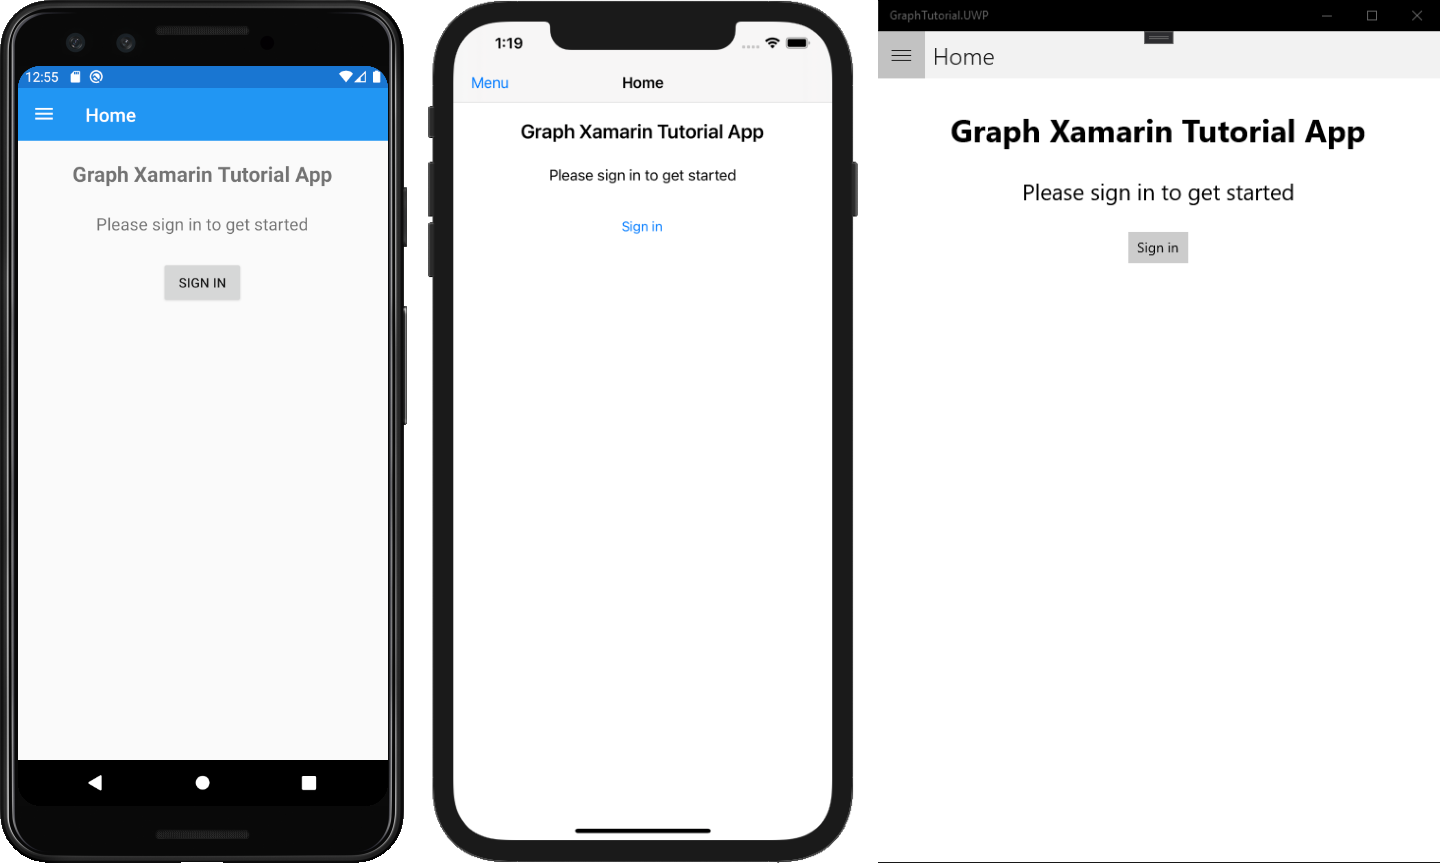 12:55
Home
Graph Xamarin Tutorial App
Please sign in to get started
SIGN IN
1:19
Menu
Home
Graph Xamarin Tutorial App
Please sign in to get started
Sign in
GraphTutorial.UWP
Home
Graph Xamarin Tutorial App
Please sign in to get started
Sign in